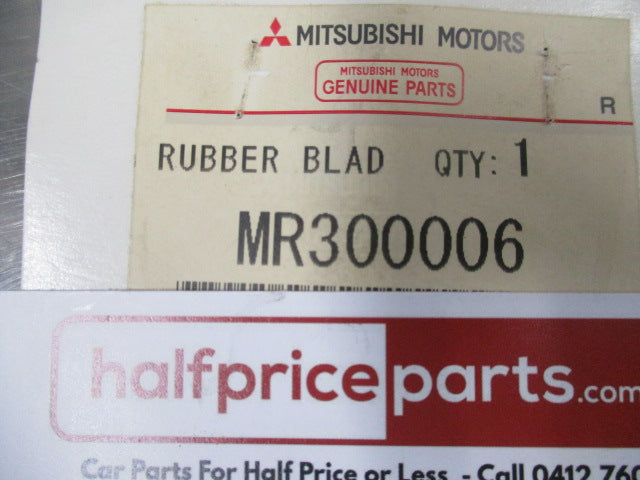 MITSUBISHI MOTORS
MITSUBISHI MOTORS
GENUINE PARTS
R
RUBBER BLAD QTY: 1
MR300006
halfpriceparts.com
Car Parts For Half Price or Less - Call 0412 760